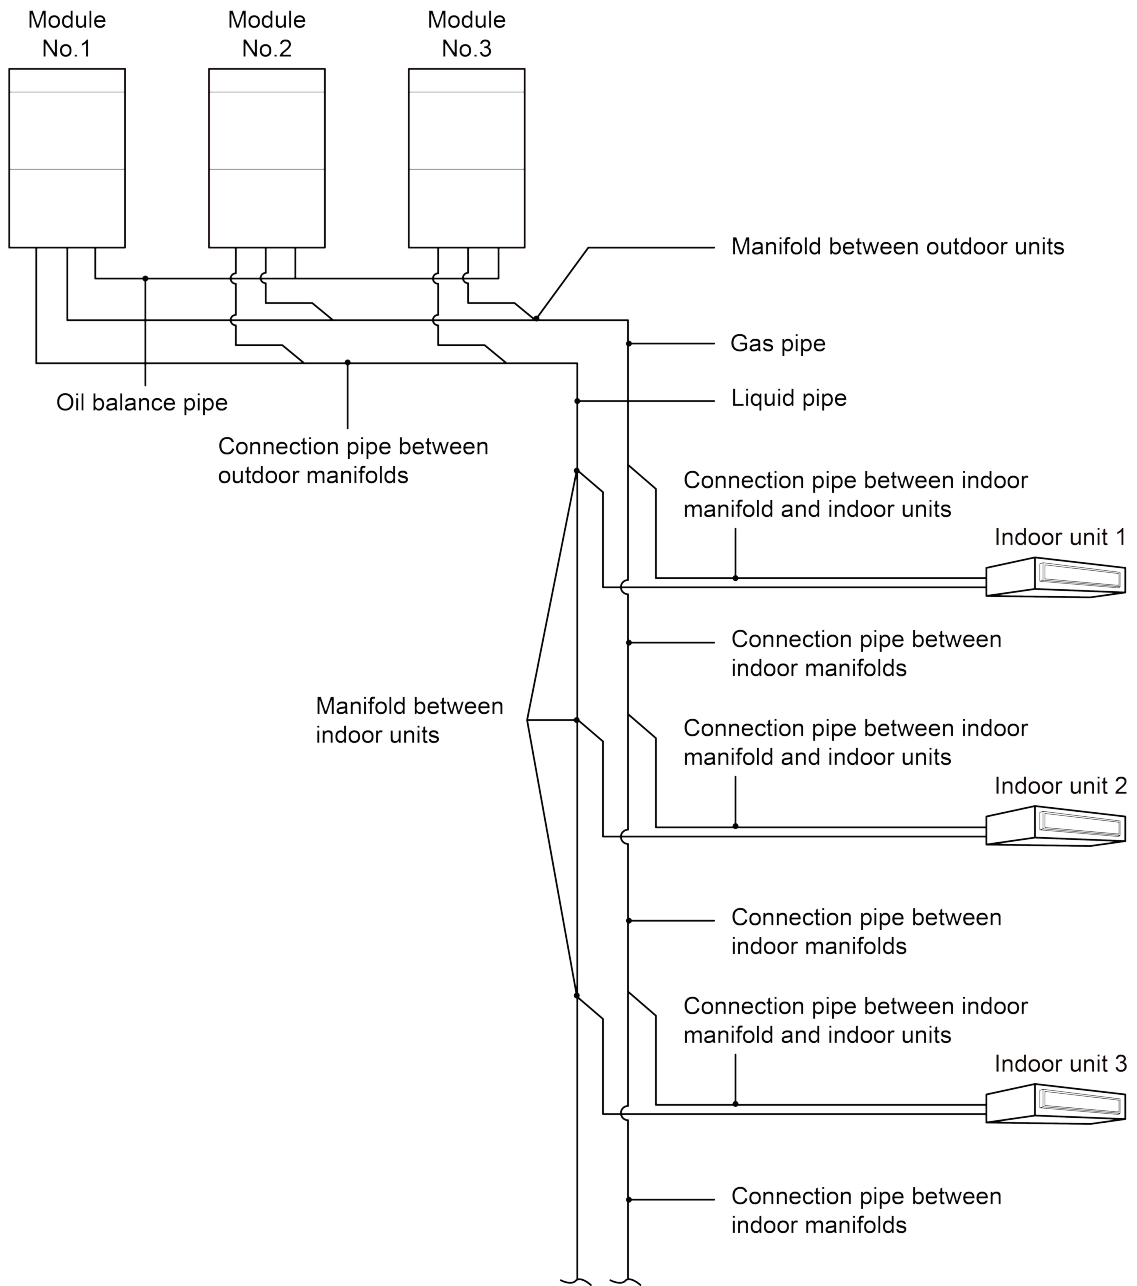 Module
No.1
Module
No.2
Module
No.3
Manifold between outdoor units
Gas pipe
Liquid pipe
Oil balance pipe
Connection pipe between
outdoor manifolds
Connection pipe between indoor
manifold and indoor units
Indoor unit 1
Connection pipe between
indoor manifolds
Manifold between
indoor units
Connection pipe between indoor
manifold and indoor units
Indoor unit 2
Connection pipe between
indoor manifolds
Connection pipe between indoor
manifold and indoor units
Indoor unit 3
Connection pipe between
indoor manifolds